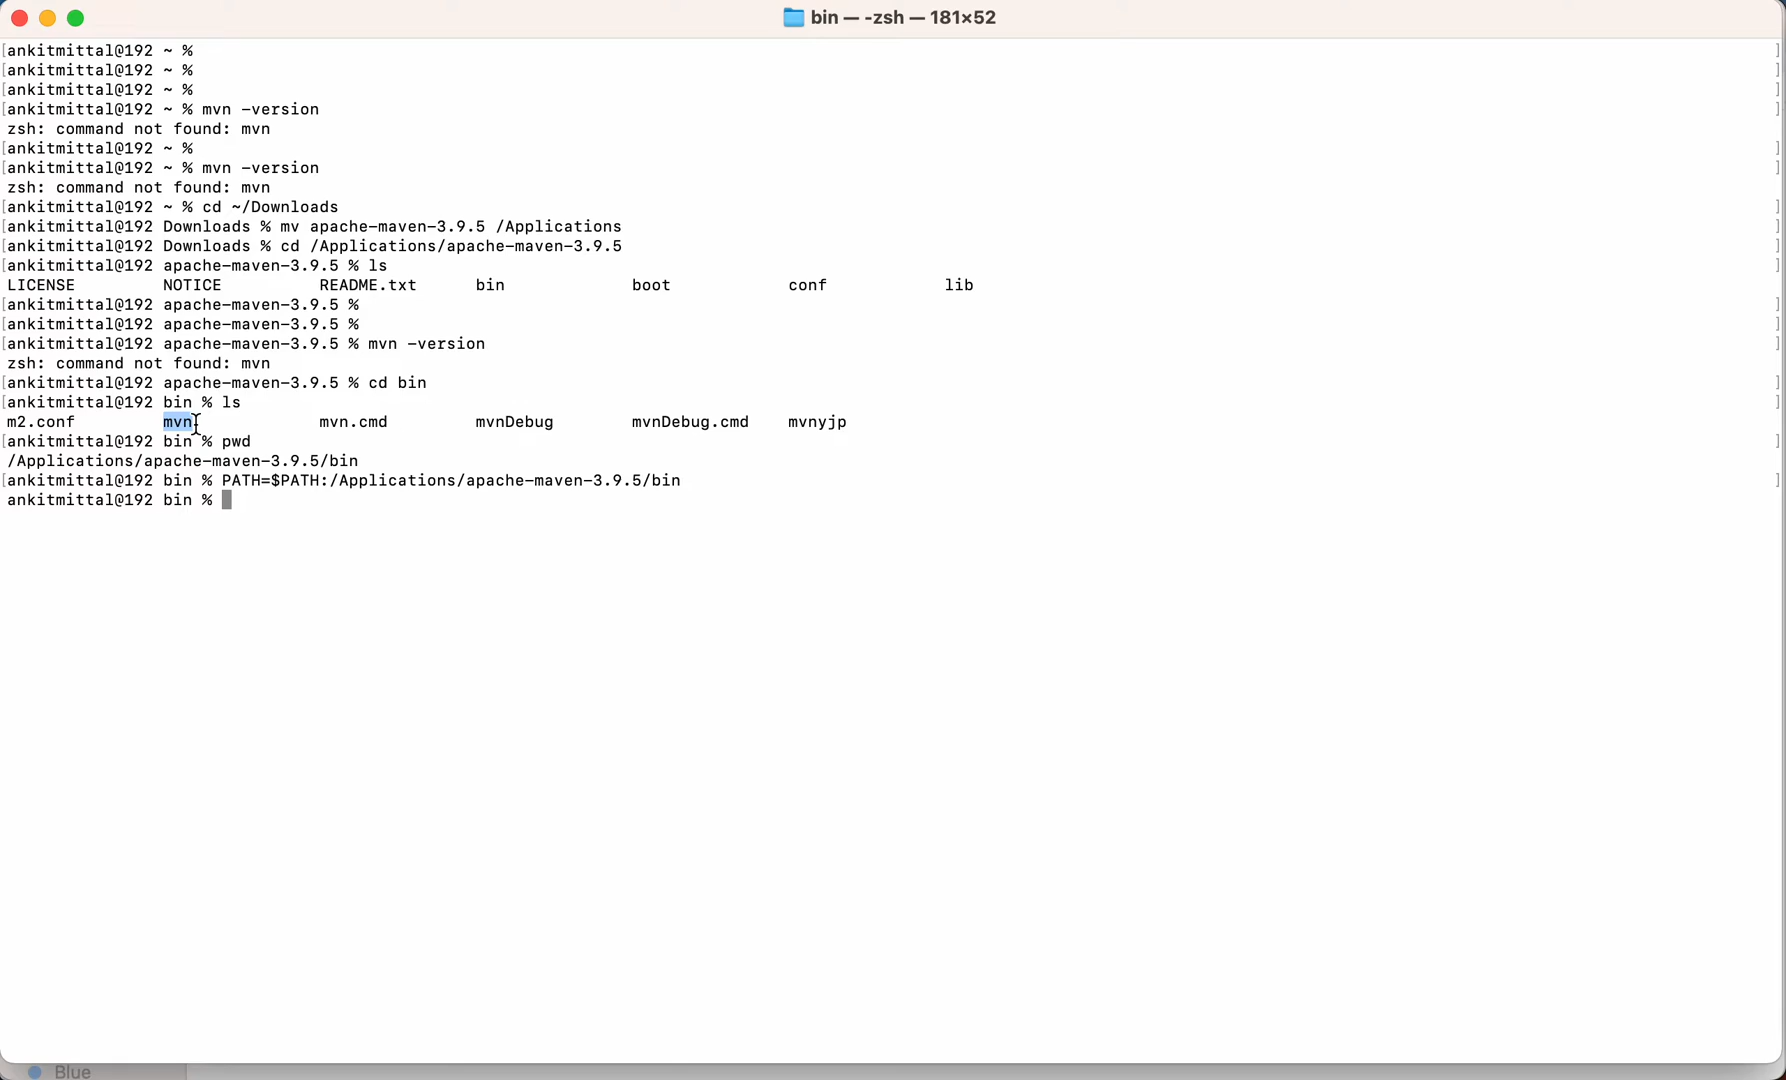 bin — -zsh — 181×52
[ankitmittal@192 ~ % ]
[ankitmittal@192 ~ % ]
[ankitmittal@192 ~ % ]
[ankitmittal@192 ~ % mvn -version ]
zsh: command not found: mvn
[ankitmittal@192 ~ % ]
[ankitmittal@192 ~ % mvn -version ]
zsh: command not found: mvn
[ankitmittal@192 ~ % cd ~/Downloads ]
[ankitmittal@192 Downloads % mv apache-maven-3.9.5 /Applications ]
[ankitmittal@192 Downloads % cd /Applications/apache-maven-3.9.5 ]
[ankitmittal@192 apache-maven-3.9.5 % ls ]
LICENSE NOTICE README.txt bin boot conf lib
[ankitmittal@192 apache-maven-3.9.5 % ]
[ankitmittal@192 apache-maven-3.9.5 % ]
[ankitmittal@192 apache-maven-3.9.5 % mvn -version ]
zsh: command not found: mvn
[ankitmittal@192 apache-maven-3.9.5 % cd bin ]
[ankitmittal@192 bin % ls ]
m2.conf mvn mvn.cmd mvnDebug mvnDebug.cmd mvnyjp
[ankitmittal@192 bin % pwd ]
/Applications/apache-maven-3.9.5/bin
[ankitmittal@192 bin % PATH=$PATH:/Applications/apache-maven-3.9.5/bin ]
ankitmittal@192 bin %
Blue